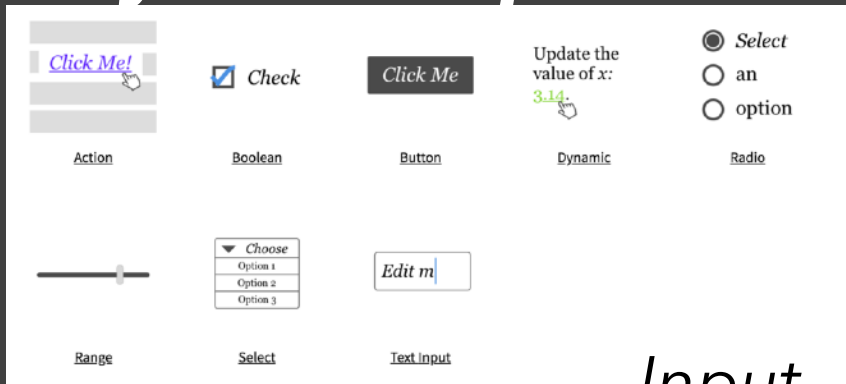 Click Me!
Check
Click Me
Update the
value of x:
3.14.
Select
an
option
Action
Boolean
Button
Dynamic
Radio
Choose
Option 1
Option 2
Option 3
Edit m
Range
Select
Text Input
Input